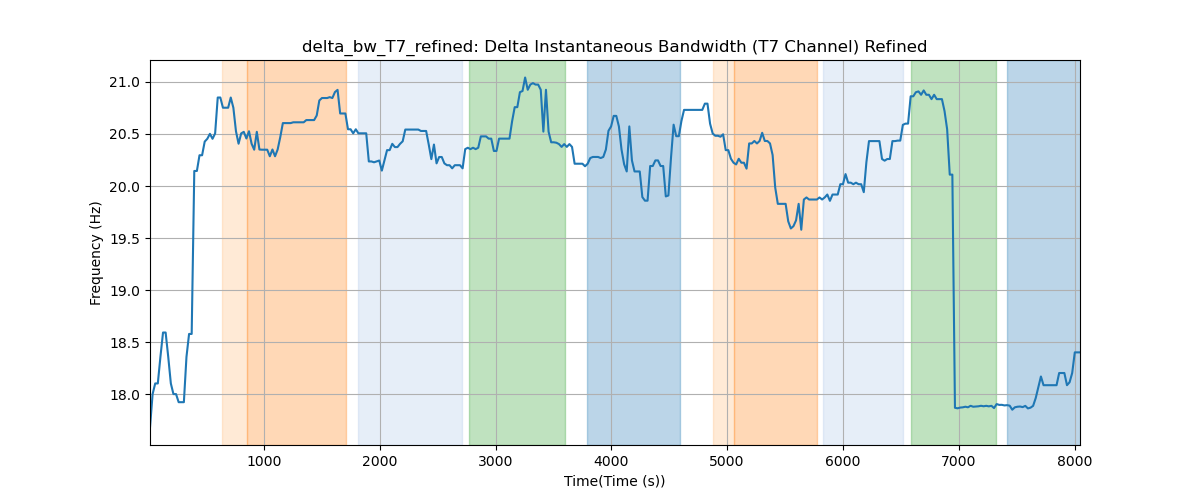 delta_bw_T7_refined: Delta Instantaneous Bandwidth (T7 Channel) Refined
Frequency (Hz)
21.0
20.5
20.0
19.5
19.0
18.5
18.0
1000 2000 3000 4000 5000 6000 7000 8000
Time(Time (s))